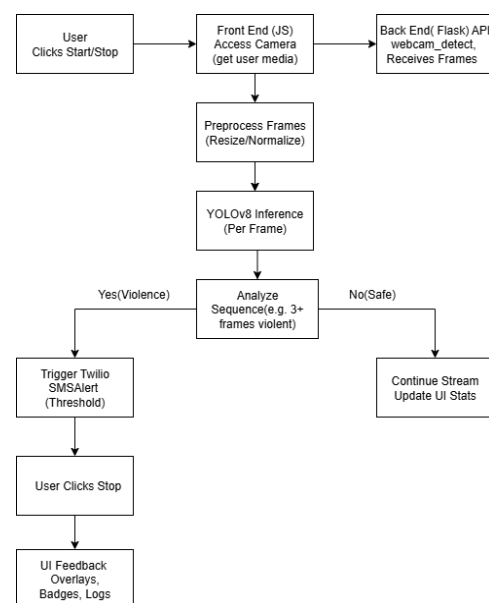 User
Clicks Start/Stop
Front End (JS)
Access Camera
(get user media)
Back End( Flask) API
webcam_detect,
Receives Frames
Preprocess Frames
(Resize/Normalize)
YOLOv8 Inference
(Per Frame)
Yes(Violence)
Analyze
Sequence(e.g. 3+
frames violent)
No(Safe)
Trigger Twilio
SMSAlert
(Threshold)
Continue Stream
Update UI Stats
User Clicks Stop
UI Feedback
Overlays,
Badges, Logs